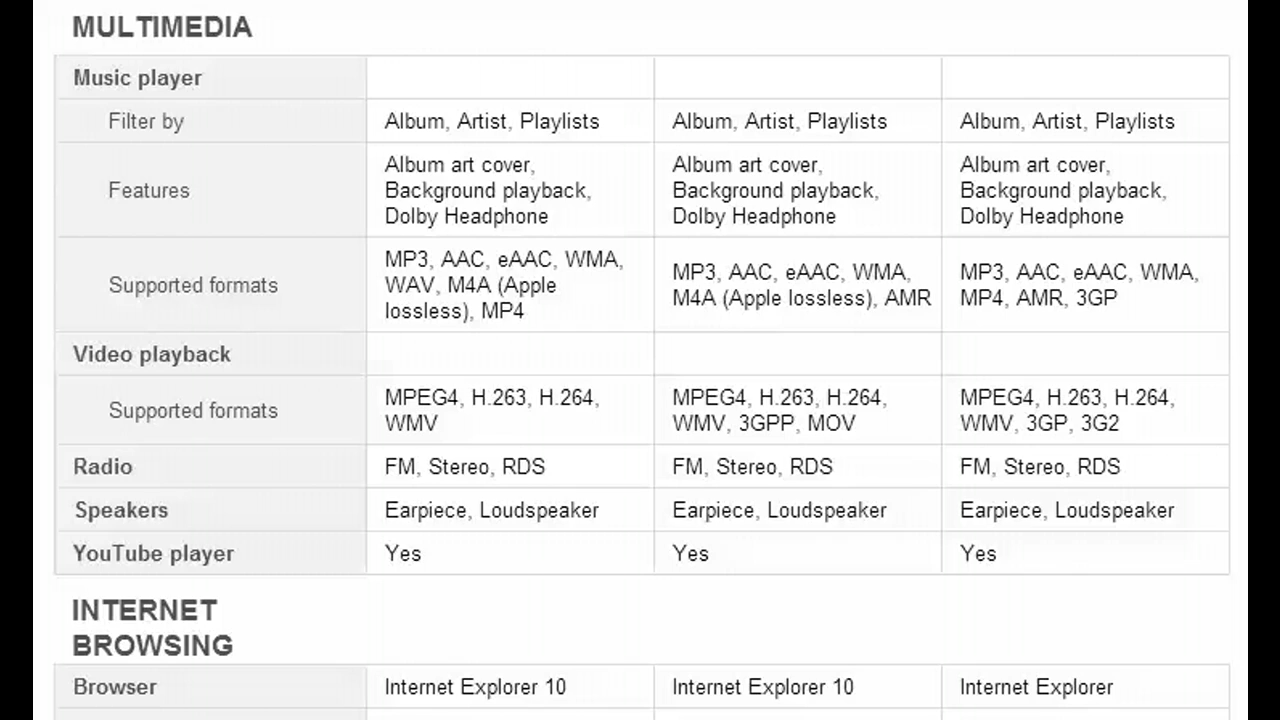 MULTIMEDIA
Music player
Filter by
Album, Artist, Playlists
Album, Artist, Playlists
Album, Artist, Playlists
Features
Album art cover,
Background playback,
Dolby Headphone
Album art cover,
Background playback,
Dolby Headphone
Album art cover,
Background playback,
Dolby Headphone
Supported formats
MP3, AAC, eAAC, WMA,
WAV, M4A (Apple
lossless), MP4
MP3, AAC, eAAC, WMA,
M4A (Apple lossless), AMR
MP3, AAC, eAAC, WMA,
MP4, AMR, 3GP
Video playback
Supported formats
MPEG4, H.263, H.264,
WMV
MPEG4, H.263, H.264,
WMV, 3GPP, MOV
MPEG4, H.263, H.264,
WMV, 3GP, 3G2
Radio
FM, Stereo, RDS
FM, Stereo, RDS
FM, Stereo, RDS
Speakers
Earpiece, Loudspeaker
Earpiece, Loudspeaker
Earpiece, Loudspeaker
YouTube player
Yes
Yes
Yes
INTERNET
BROWSING
Browser
Internet Explorer 10
Internet Explorer 10
Internet Explorer